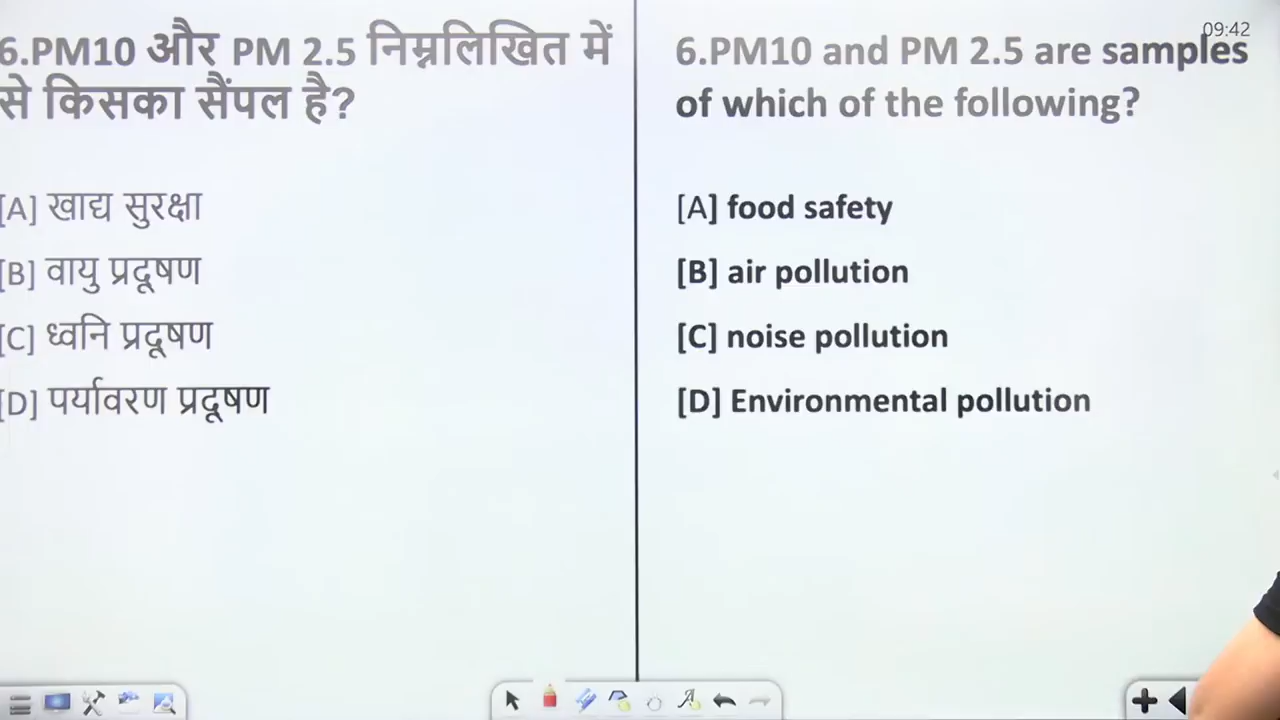 6.PM10 और PM 2.5 निम्नलिखित में
से किसका सैंपल है?
[A] खाद्य सुरक्षा
[B] वायु प्रदूषण
[C] ध्वनि प्रदूषण
[D] पर्यावरण प्रदूषण
09:42
6.PM10 and PM 2.5 are samples
of which of the following?
[A] food safety
[B] air pollution
[C] noise pollution
[D] Environmental pollution